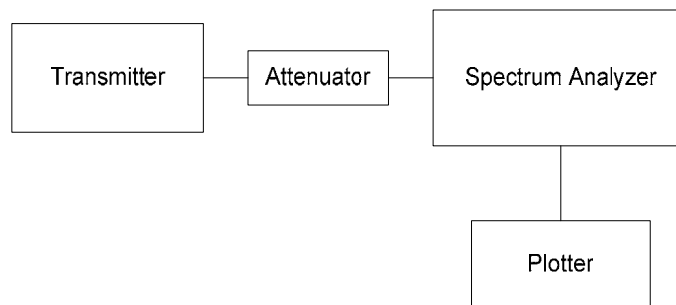 Transmitter
Attenuator
Spectrum Analyzer
Plotter